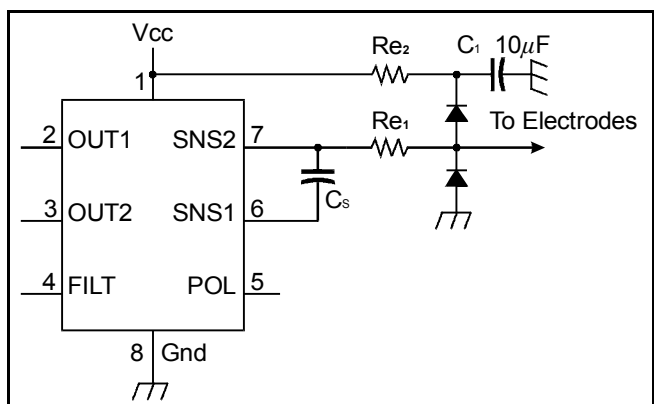 Vcc
Re₂
C₁ 10µF
1
Re₁
To Electrodes
2 OUT1 SNS2 7
Cs
3 OUT2 SNS1 6
4 FILT POL 5
8 Gnd